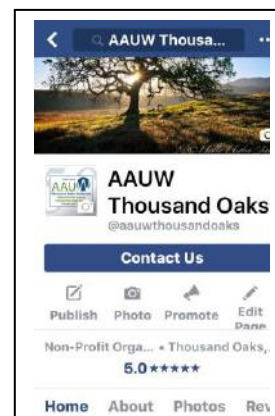 AAUW Thousa...
AAUW
AAUW
Thousand Oaks
@aauwthousandoaks
Contact Us
Publish Photo Promote Edit Page
Non-Profit Orga... • Thousand Oaks,..
5.0 ★★★★★
Home About Photos Rev